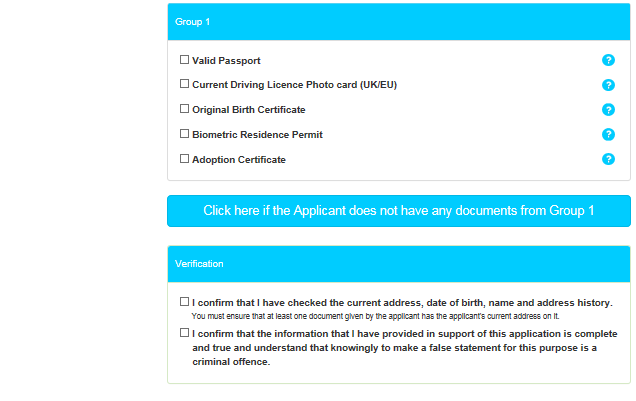 Group 1
Valid Passport
?
Current Driving Licence Photo card (UK/EU)
?
Original Birth Certificate
?
Biometric Residence Permit
?
Adoption Certificate
?
Click here if the Applicant does not have any documents from Group 1
Verification
I confirm that I have checked the current address, date of birth, name and address history.
You must ensure that at least one document given by the applicant has the applicant's current address on it.
I confirm that the information that I have provided in support of this application is complete
and true and understand that knowingly to make a false statement for this purpose is a
criminal offence.